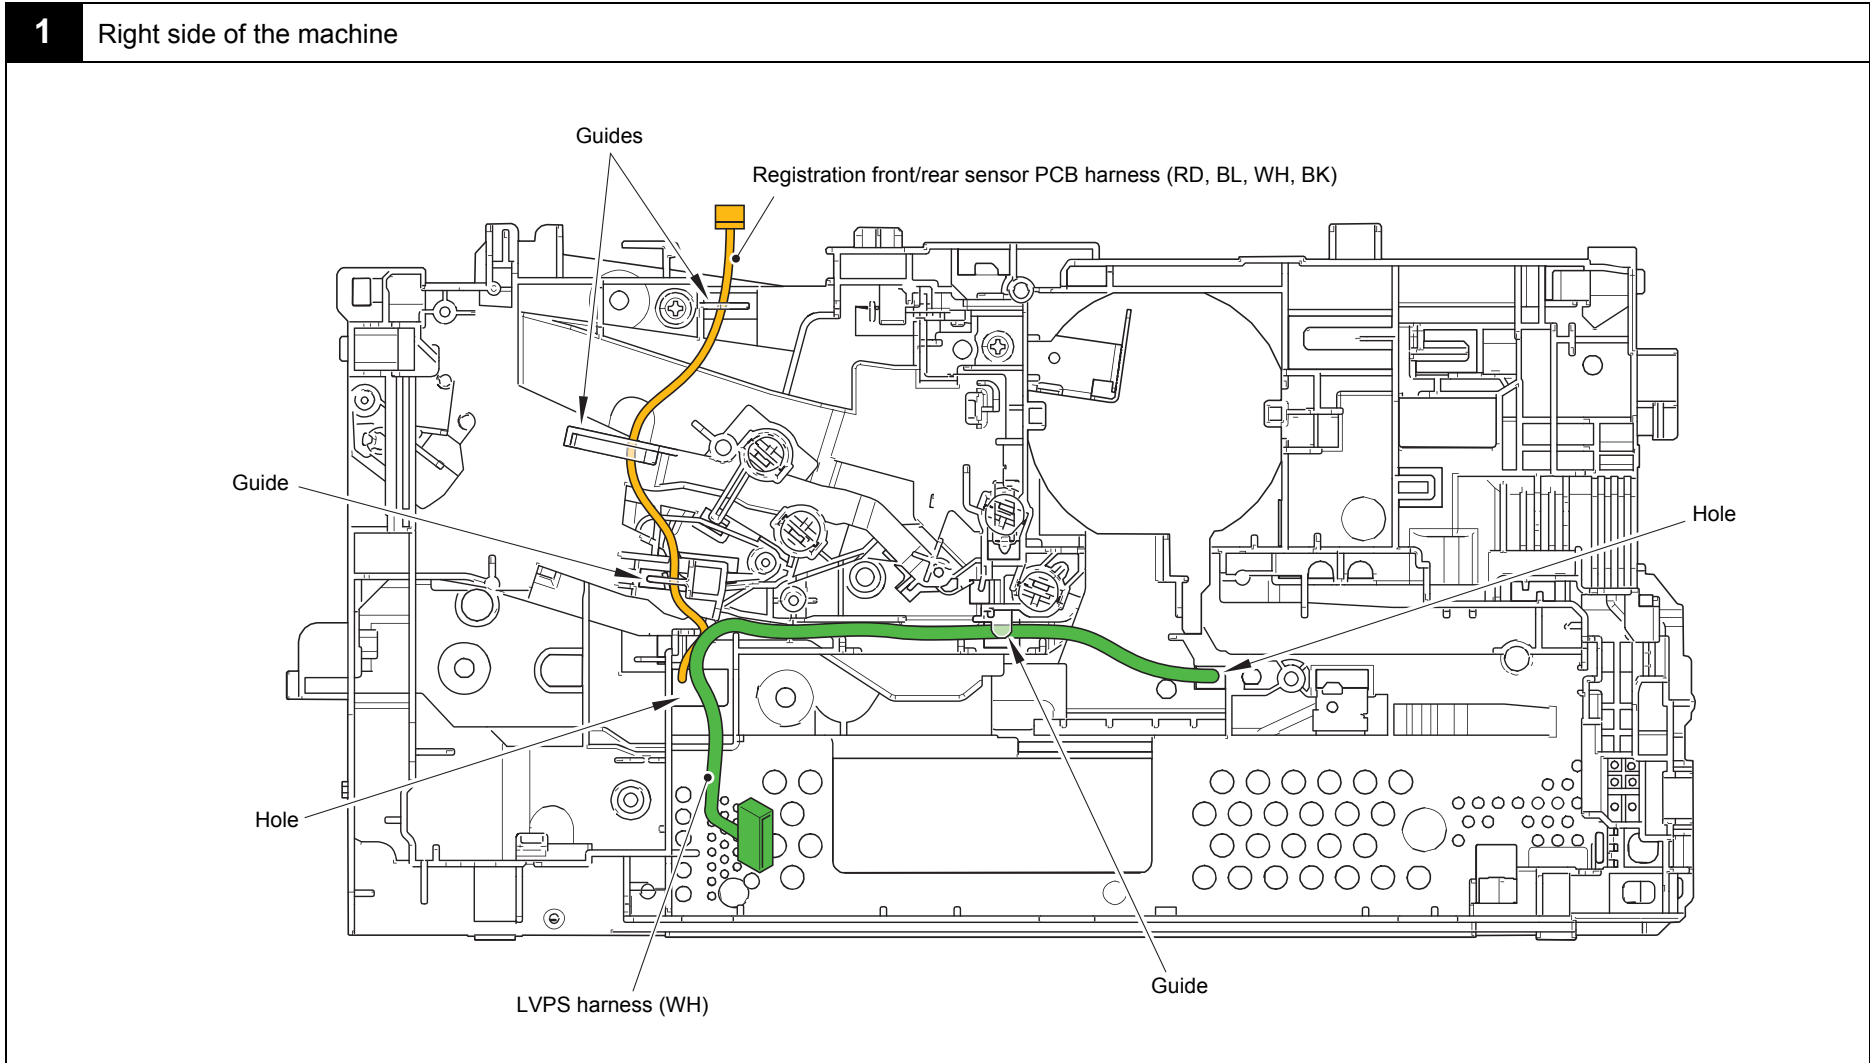 1
Right side of the machine
Guides
Registration front/rear sensor PCB harness (RD, BL, WH, BK)
Guide
Hole
Hole
Guide
LVPS harness (WH)